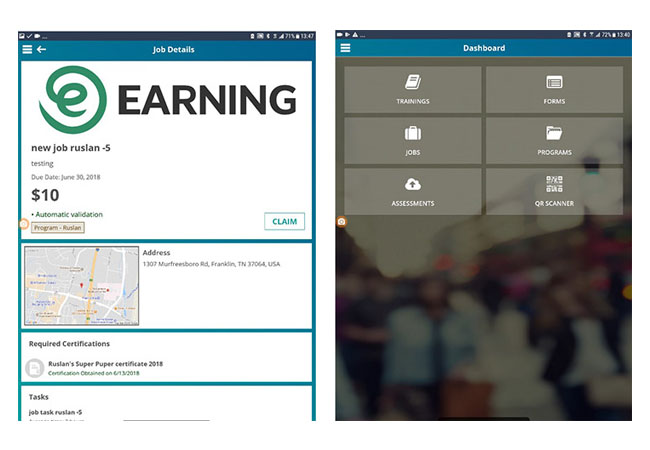 71% 13:47
Job Details
e EARNING
new job ruslan -5
testing
Due Date: June 30, 2018
$10
• Automatic validation
Program - Ruslan
CLAIM
Address
1307 Murfreesboro Rd, Franklin, TN 37064, USA
Required Certifications
Ruslan's Super Puper certificate 2018
Certification Obtained on 6/13/2018
Tasks
job task ruslan -5
72% 13:40
Dashboard
TRAININGS
FORMS
JOBS
PROGRAMS
ASSESSMENTS
QR SCANNER